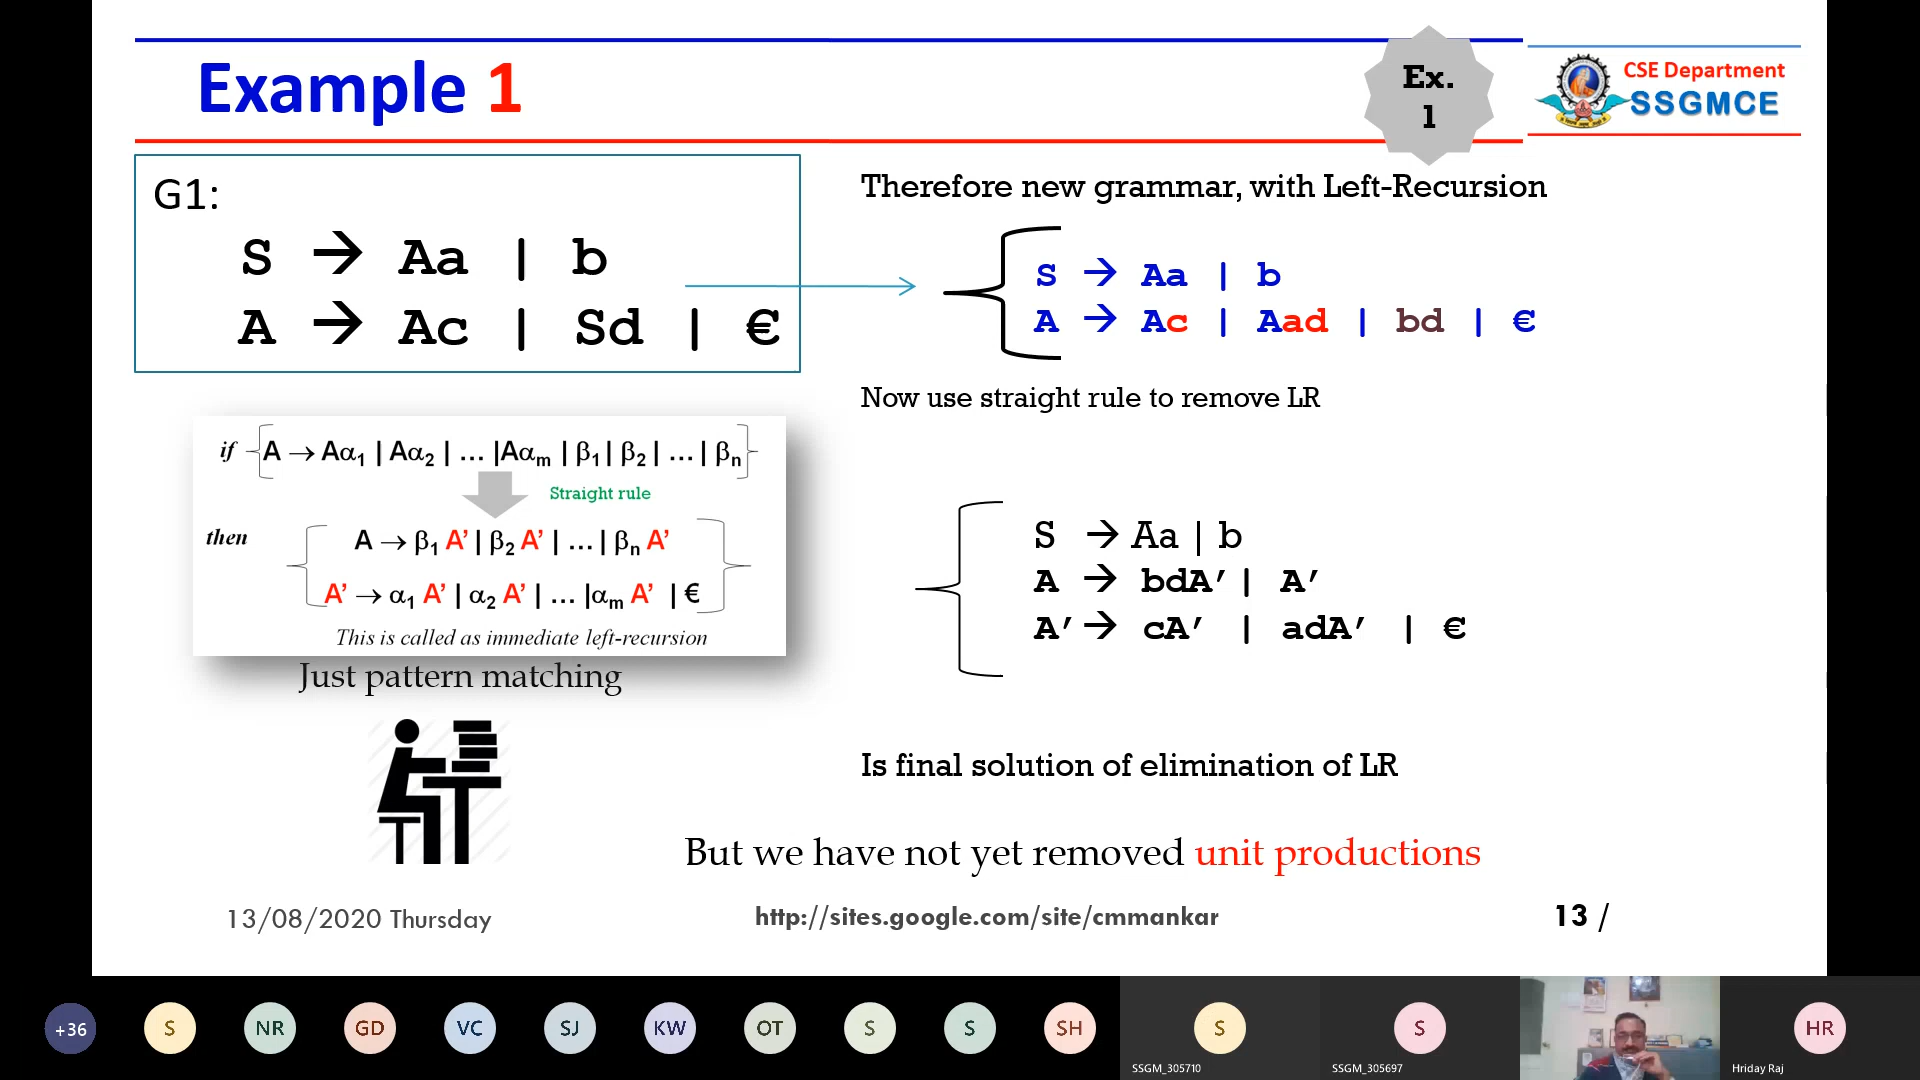 Example 1
Ex.
1
CSE Department
SSGMCE
G1:
S → Aa | b
A → Ac | Sd | €
Therefore new grammar, with Left-Recursion
S → Aa | b
A → Ac | Aad | bd | €
Now use straight rule to remove LR
if A → Aα1 | Aα2 | … |Aαm | β1 | β2 | … | βn
Straight rule
then
A → β1 A’ | β2 A’ | … | βn A’
A’ → α1 A’ | α2 A’ | … |αm A’ | €
This is called as immediate left-recursion
Just pattern matching
S → Aa | b
A → bdA’ | A’
A’ → cA’ | adA’ | €
Is final solution of elimination of LR
But we have not yet removed unit productions
13/08/2020 Thursday
http://sites.google.com/site/cmmankar
13 /
+36
S
NR
GD
VC
SJ
KW
OT
S
S
SH
S
SSGM_305710
S
SSGM_305697
HR
Hriday Raj